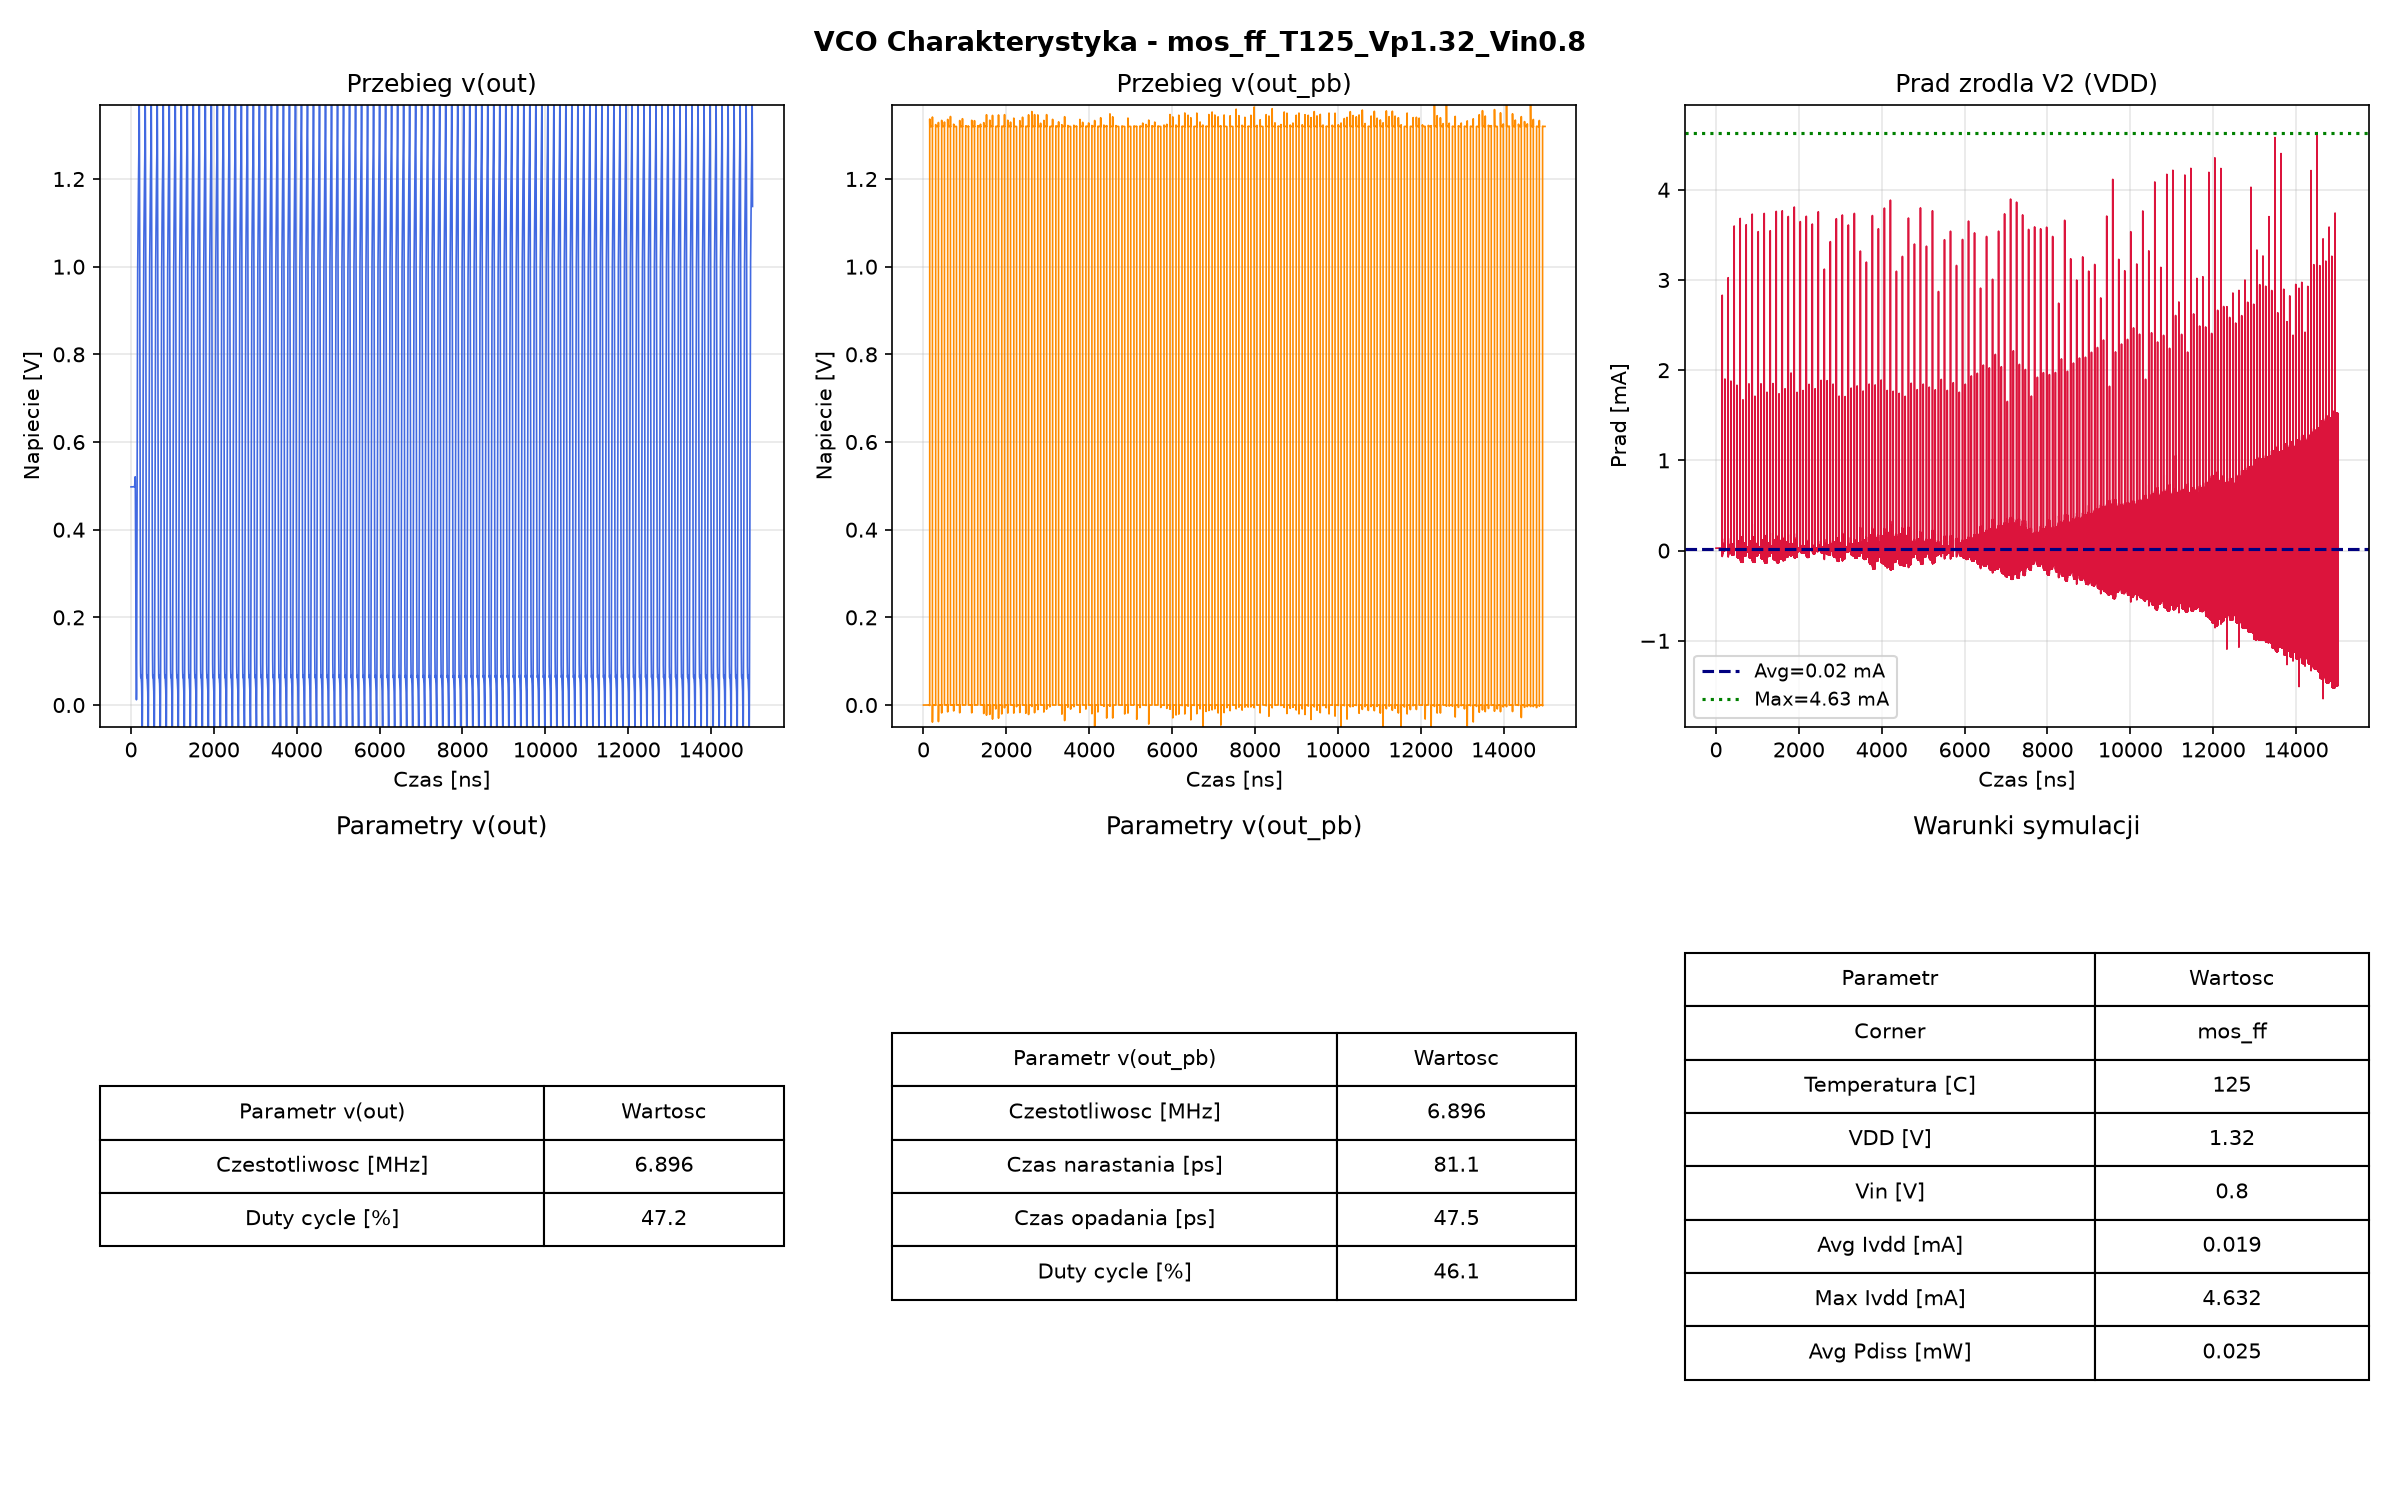 VCO Charakterystyka - mos_ff_T125_Vp1.32_Vin0.8
Przebieg v(out)
Napiecie [V]
1.2
1.0
0.8
0.6
0.4
0.2
0.0
0 2000 4000 6000 8000 10000 12000 14000
Czas [ns]
Przebieg v(out_pb)
Napiecie [V]
1.2
1.0
0.8
0.6
0.4
0.2
0.0
0 2000 4000 6000 8000 10000 12000 14000
Czas [ns]
Prad zrodla V2 (VDD)
Prad [mA]
4
3
2
1
0
−1
Avg=0.02 mA
Max=4.63 mA
0 2000 4000 6000 8000 10000 12000 14000
Czas [ns]
Parametry v(out)
Parametr v(out) Wartosc
Czestotliwosc [MHz] 6.896
Duty cycle [%] 47.2
Parametry v(out_pb)
Parametr v(out_pb) Wartosc
Czestotliwosc [MHz] 6.896
Czas narastania [ps] 81.1
Czas opadania [ps] 47.5
Duty cycle [%] 46.1
Warunki symulacji
Parametr Wartosc
Corner mos_ff
Temperatura [C] 125
VDD [V] 1.32
Vin [V] 0.8
Avg Ivdd [mA] 0.019
Max Ivdd [mA] 4.632
Avg Pdiss [mW] 0.025